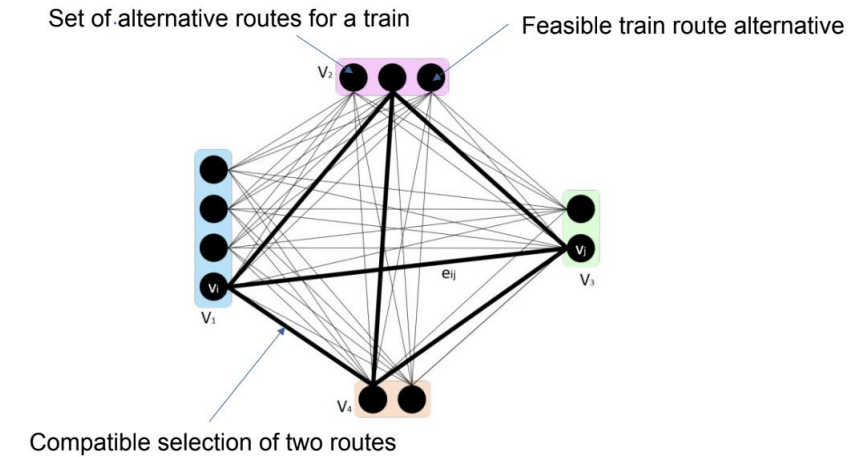 Set of alternative routes for a train
Feasible train route alternative
V₂
vⱼ
eᵢⱼ
vᵢ
V₃
V₁
V₄
Compatible selection of two routes